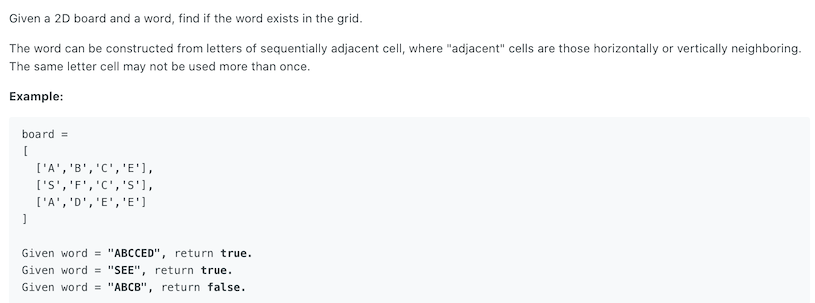 Given a 2D board and a word, find if the word exists in the grid.
The word can be constructed from letters of sequentially adjacent cell, where "adjacent" cells are those horizontally or vertically neighboring.
The same letter cell may not be used more than once.
Example:
board =
[
  ['A','B','C','E'],
  ['S','F','C','S'],
  ['A','D','E','E']
]
Given word = "ABCCED", return true.
Given word = "SEE", return true.
Given word = "ABCB", return false.